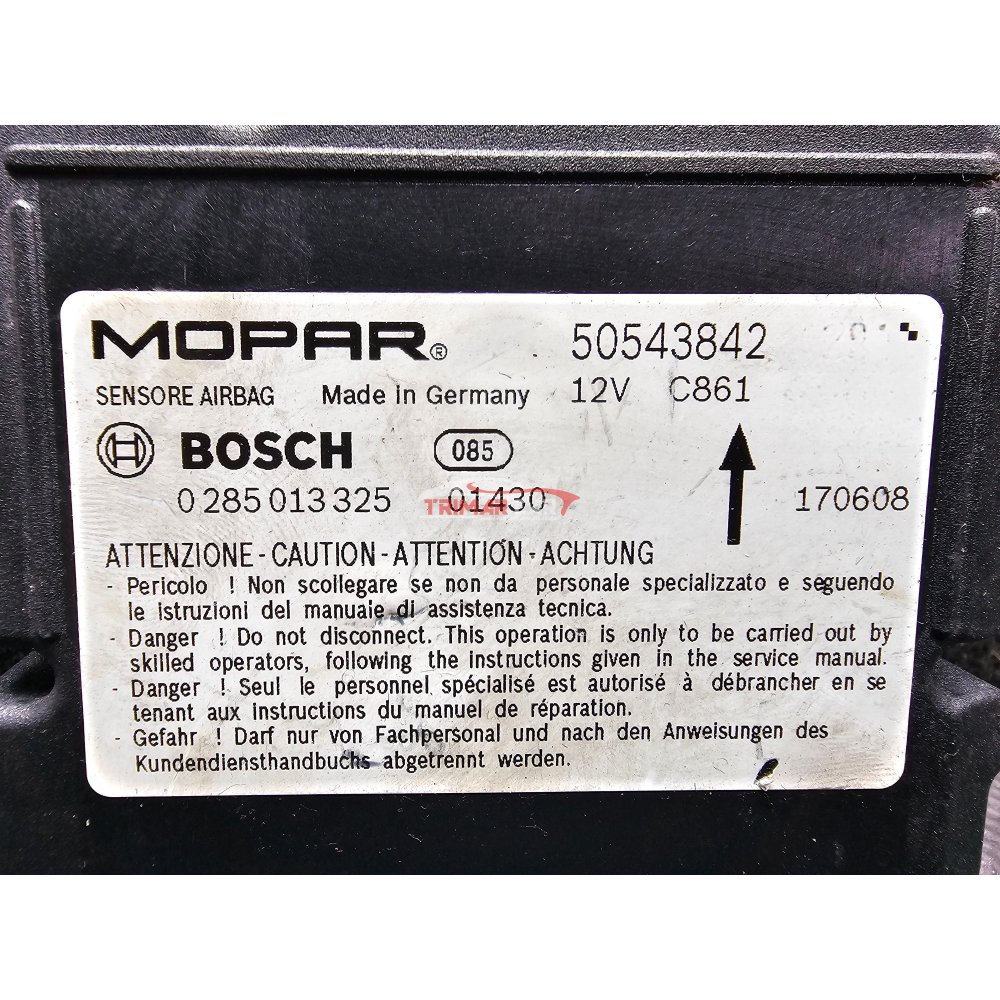 MOPAR® 50543842
SENSORE AIRBAG Made in Germany 12V C861
BOSCH 085
0 285 013 325 01430 170608
TRIMAR
ATTENZIONE - CAUTION - ATTENTION - ACHTUNG
- Pericolo ! Non scollegare se non da personale specializzato e seguendo
le istruzioni del manuaie di assistenza tecnica.
- Danger ! Do not disconnect. This operation is only to be carried out by
skilled operators, following the instructions given in the service manual.
- Danger ! Seul le personnel spécialisé est autorisé à débrancher en se
tenant aux instructions du manuel de réparation.
- Gefahr ! Darf nur von Fachpersonal und nach den Anweisungen des
Kundendiensthandbuchs abgetrennt werden.